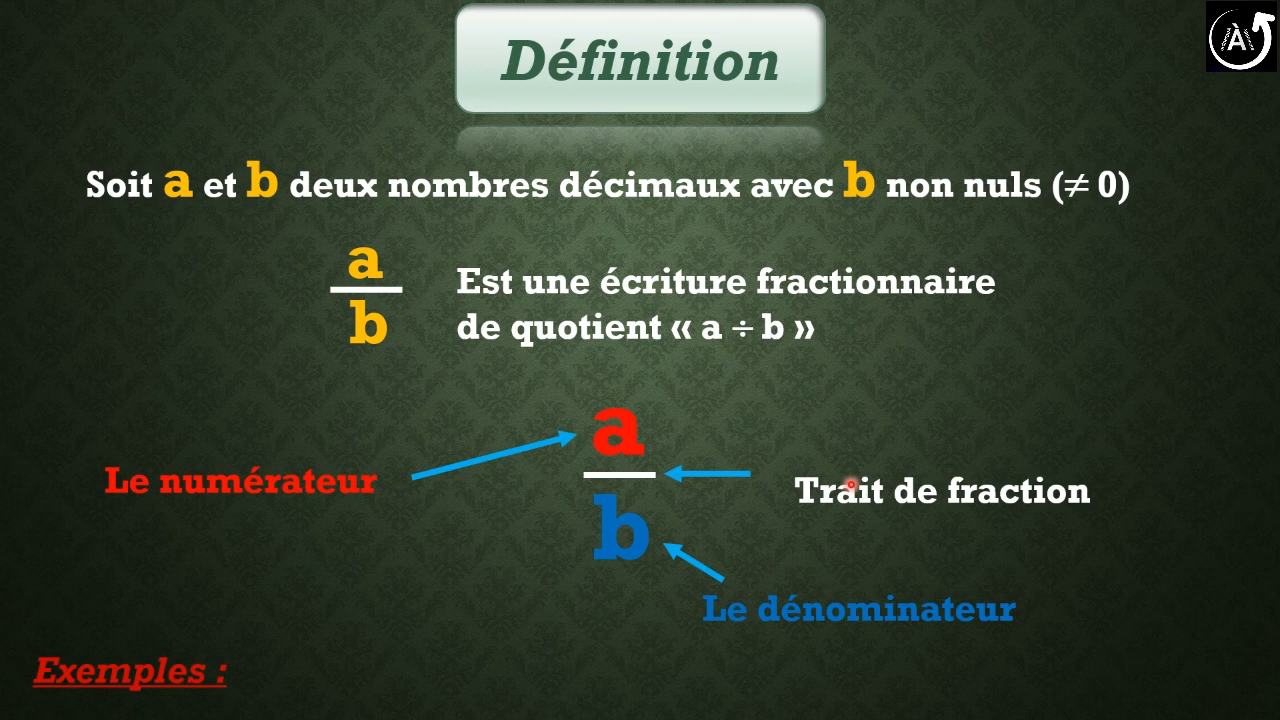 Définition
À
Soit a et b deux nombres décimaux avec b non nuls (≠ 0)
a
b
Est une écriture fractionnaire
de quotient « a ÷ b »
a
b
Le numérateur
Trait de fraction
Le dénominateur
Exemples :